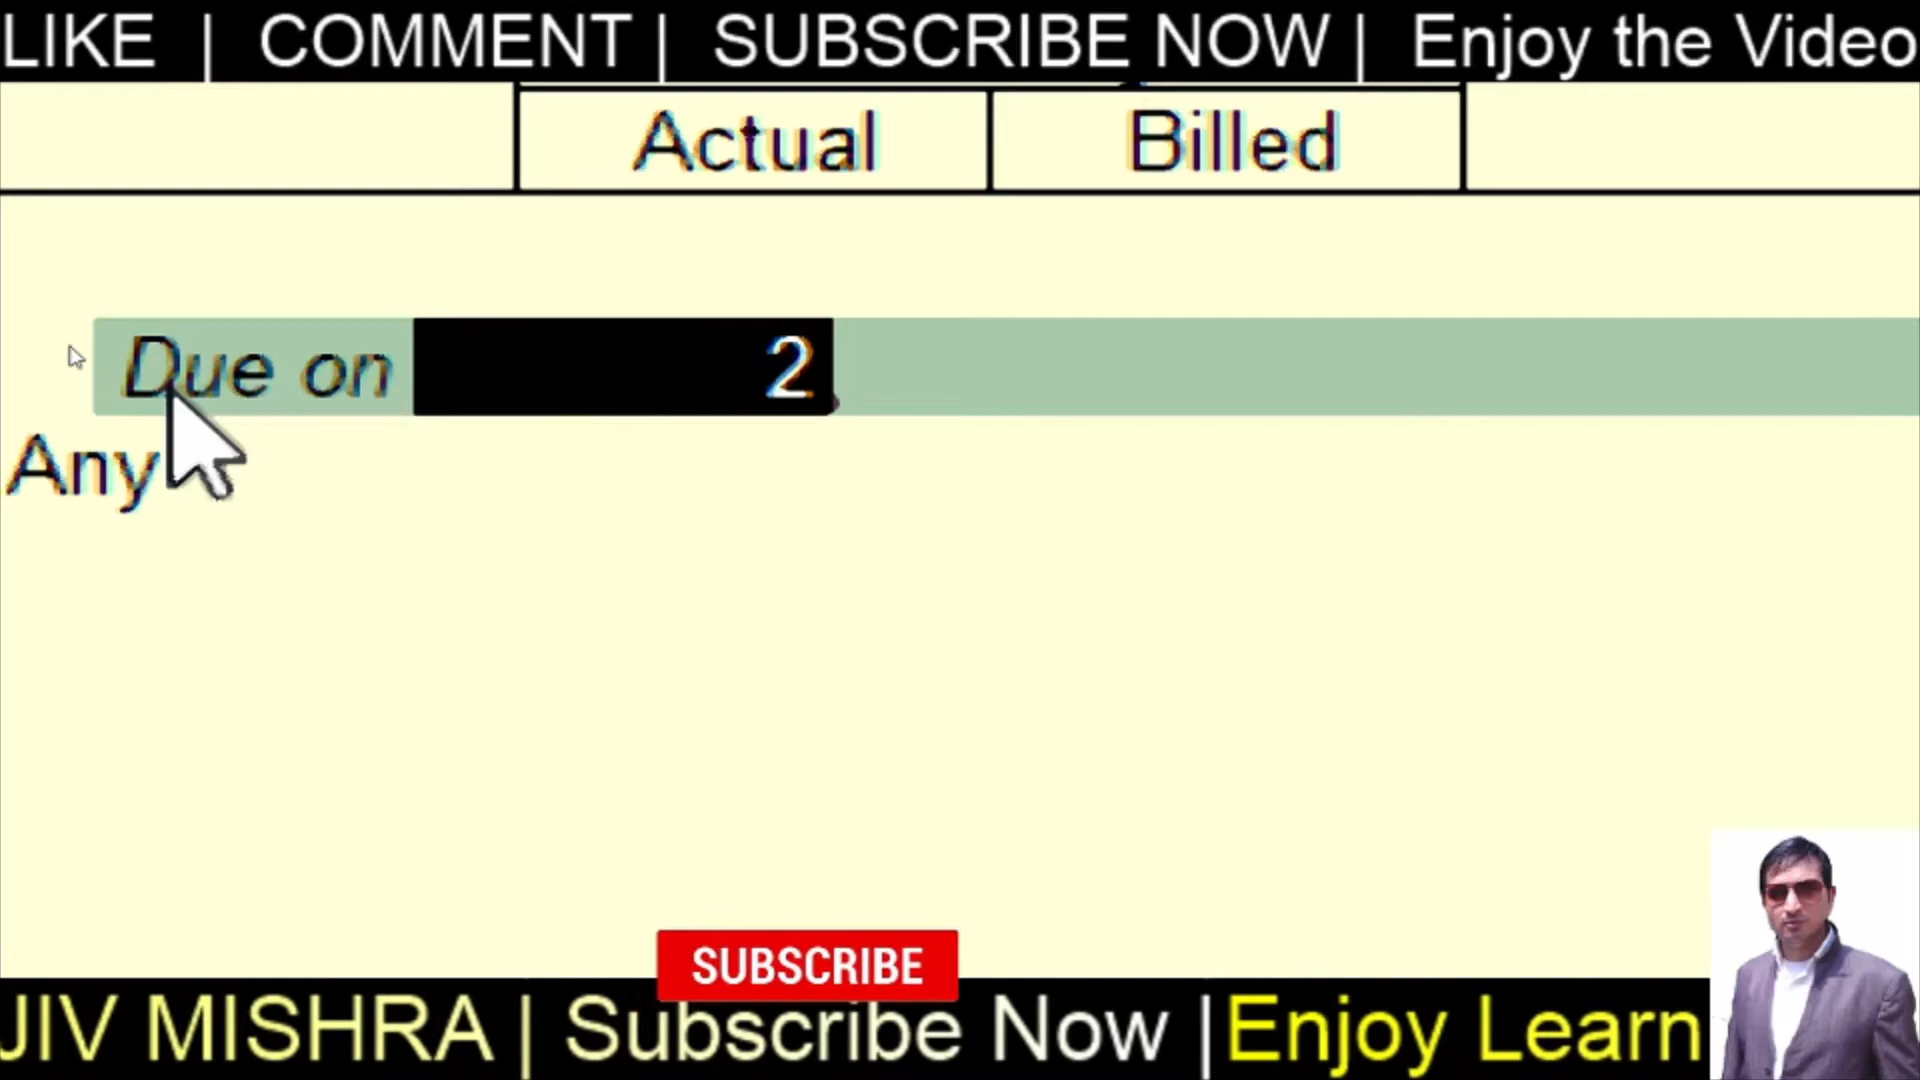 LIKE | COMMENT | SUBSCRIBE NOW | Enjoy the Video
Actual Billed
Due on 2
Any
SUBSCRIBE
JIV MISHRA | Subscribe Now | Enjoy Learn